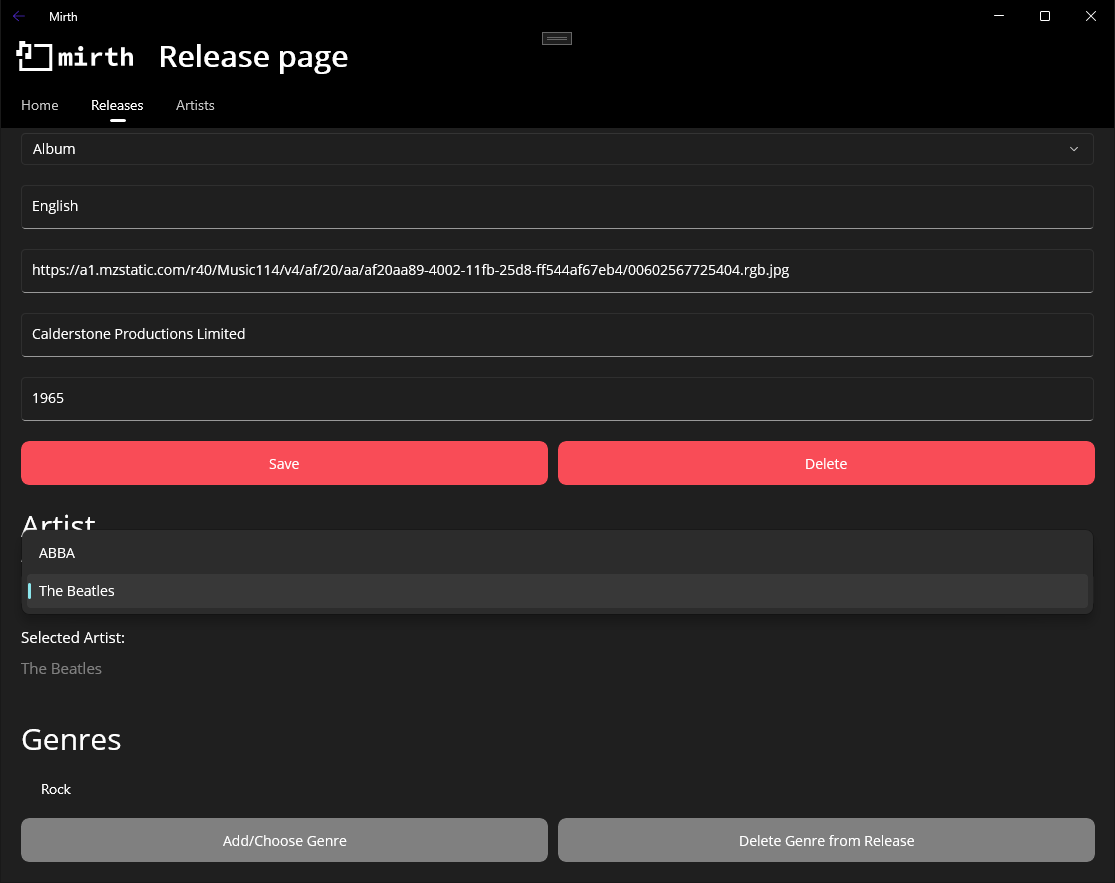 Mirth
mirth Release page
Home Releases Artists
Album
English
https://a1.mzstatic.com/r40/Music114/v4/af/20/aa/af20aa89-4002-11fb-25d8-ff544af67eb4/00602567725404.rgb.jpg
Calderstone Productions Limited
1965
Save Delete
Artist
ABBA
The Beatles
Selected Artist:
The Beatles
Genres
Rock
Add/Choose Genre Delete Genre from Release